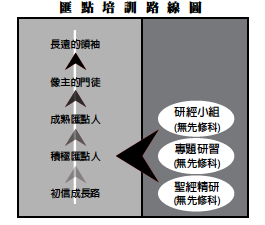 匯點培訓路線圖
長遠的領袖
像主的門徒
成熟匯點人
積極匯點人
初信成長路
研經小組
(無先修科)
專題研習
(無先修科)
聖經精研
(無先修科)